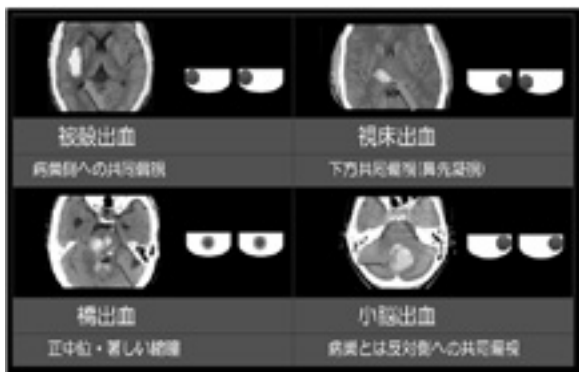 被殻出血
病巣側への共同偏視
視床出血
下方共同偏視(鼻先凝視)
橋出血
正中位・著しい縮瞳
小脳出血
病巣とは反対側への共同偏視